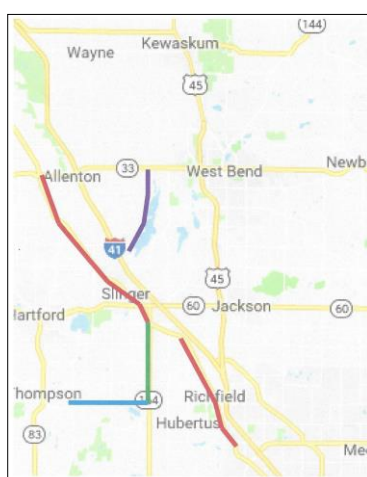 144
Kewaskum
Wayne
45
33
West Bend
Newb
Allenton
41
45
Slinger
60
Jackson
60
Hartford
Thompson
Richfield
Hubertus
83
Me